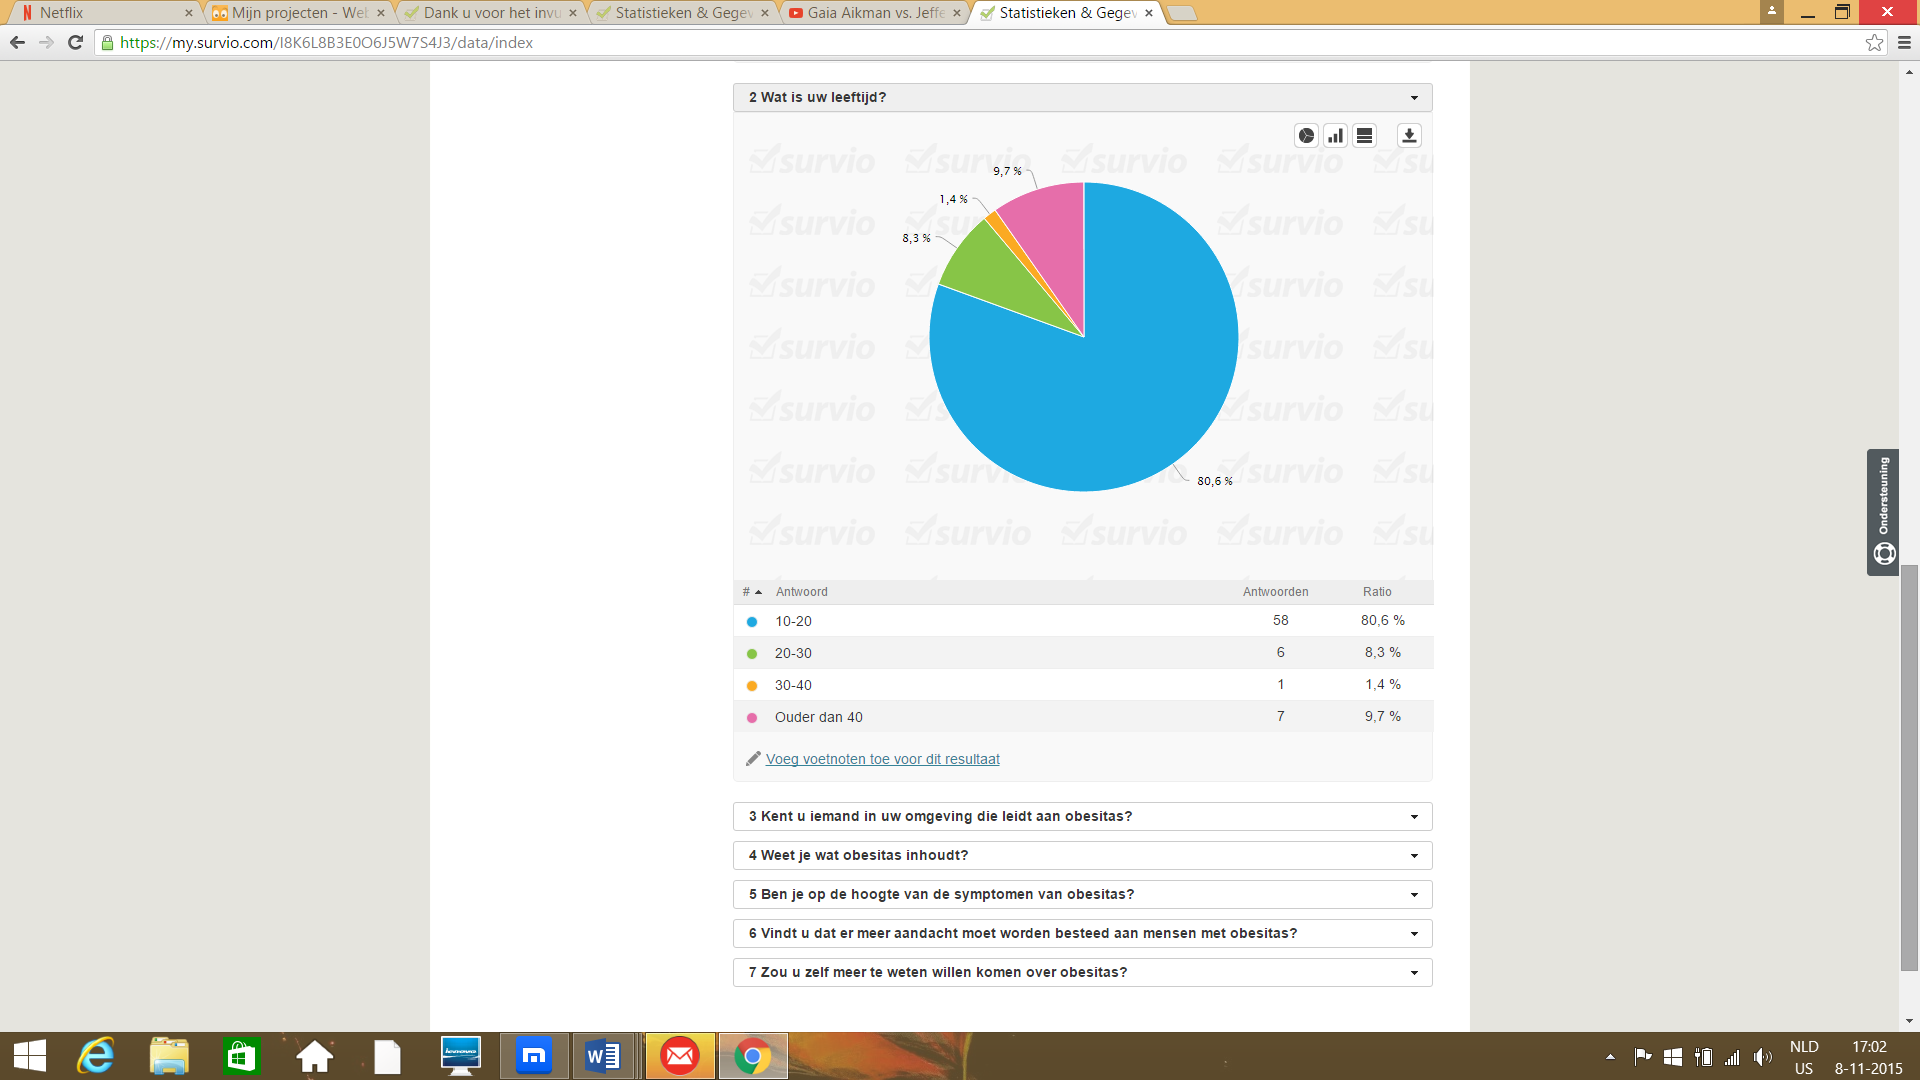 Netflix
Mijn projecten - Web
Dank u voor het invu
Statistieken & Gegev
Gaia Aikman vs. Jeffe
Statistieken & Gegev
https://my.survio.com/I8K6L8B3E0O6J5W7S4J3/data/index
2 Wat is uw leeftijd?
survio
9,7 %
1,4 %
8,3 %
80,6 %
Ondersteuning
# Antwoord Antwoorden Ratio
10-20 58 80,6 %
20-30 6 8,3 %
30-40 1 1,4 %
Ouder dan 40 7 9,7 %
Voeg voetnoten toe voor dit resultaat
3 Kent u iemand in uw omgeving die leidt aan obesitas?
4 Weet je wat obesitas inhoudt?
5 Ben je op de hoogte van de symptomen van obesitas?
6 Vindt u dat er meer aandacht moet worden besteed aan mensen met obesitas?
7 Zou u zelf meer te weten willen komen over obesitas?
NLD 17:02
US 8-11-2015